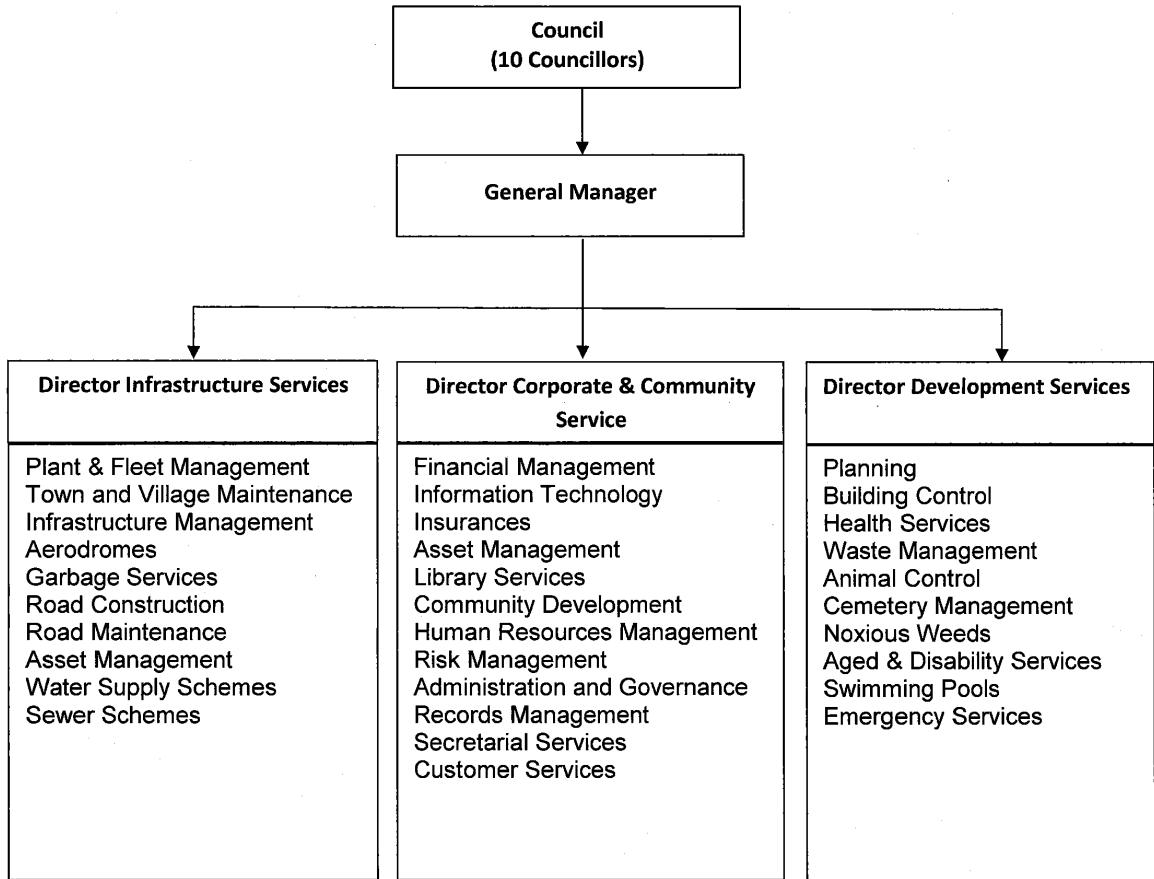 Council
(10 Councillors)
General Manager
Director Infrastructure Services
Plant & Fleet Management
Town and Village Maintenance
Infrastructure Management
Aerodromes
Garbage Services
Road Construction
Road Maintenance
Asset Management
Water Supply Schemes
Sewer Schemes
Director Corporate & Community
Service
Financial Management
Information Technology
Insurances
Asset Management
Library Services
Community Development
Human Resources Management
Risk Management
Administration and Governance
Records Management
Secretarial Services
Customer Services
Director Development Services
Planning
Building Control
Health Services
Waste Management
Animal Control
Cemetery Management
Noxious Weeds
Aged & Disability Services
Swimming Pools
Emergency Services